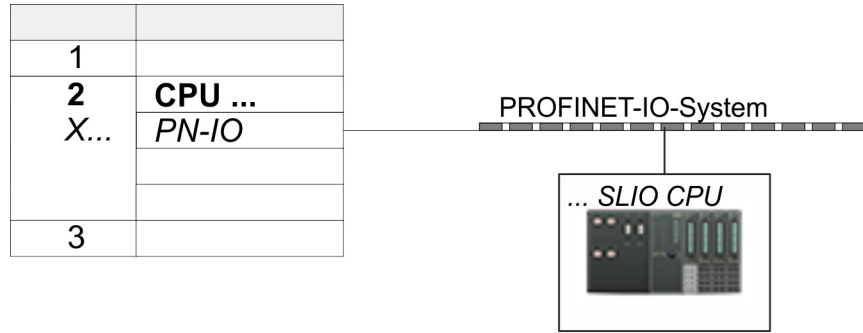 1
2 CPU ...
X... PN-IO
3
PROFINET-IO-System
... SLIO CPU